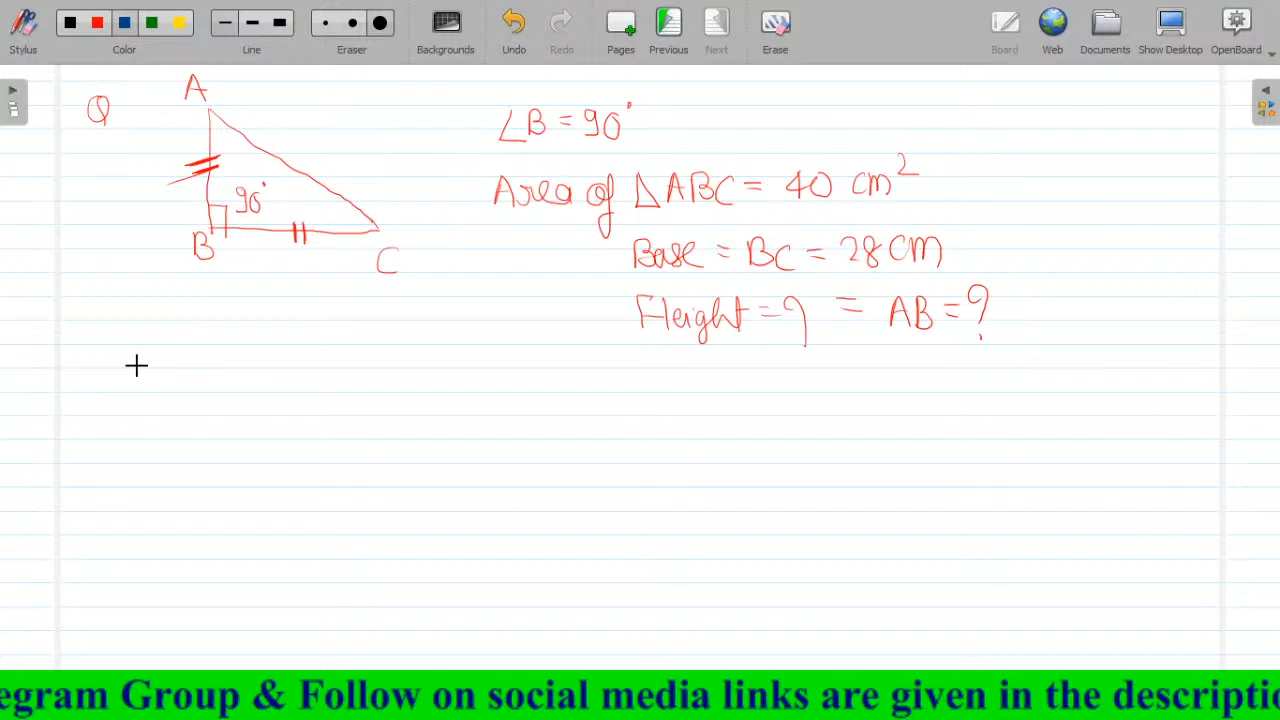 Stylus Color Line Eraser Backgrounds Undo Redo Pages Previous Next Erase Board Web Documents Show Desktop OpenBoard
Q
A
90°
B
C
∠B = 90°
Area of △ABC = 40 cm²
Base = BC = 28 CM
Height = ? = AB = ?
egram Group & Follow on social media links are given in the descriptio